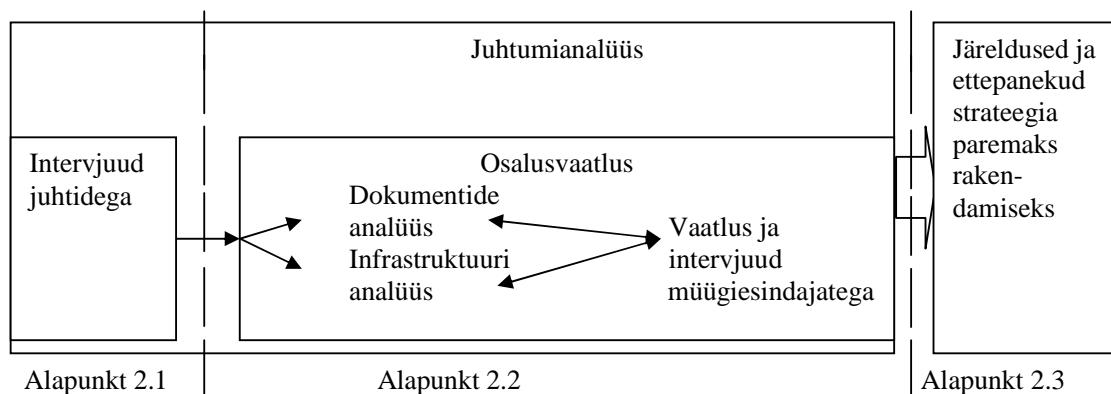 Juhtumianalüüs
Intervjuud
juhtidega
Osalusvaatlus
Dokumentide
analüüs
Infrastruktuuri
analüüs
Vaatlus ja
intervjuud
müügiesindajatega
Järeldused ja
ettepanekud
strateegia
paremaks
raken-
damiseks
Alapunkt 2.1
Alapunkt 2.2
Alapunkt 2.3